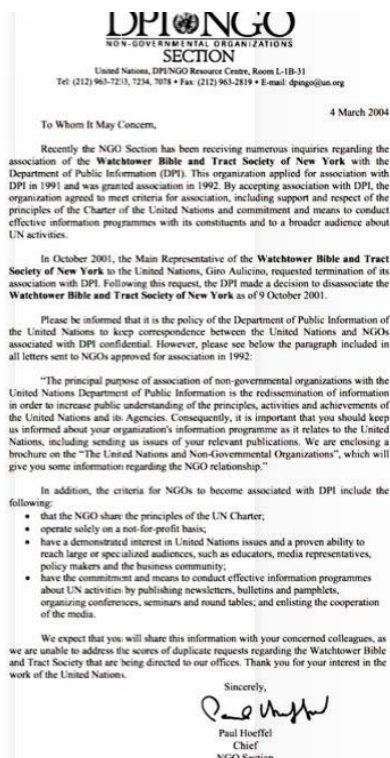 DPI NGO
NON-GOVERNMENTAL ORGANIZATIONS
SECTION
United Nations, DPI/NGO Resource Centre, Room L-1B-31
Tel: (212) 963-7233, 7234, 7078 • Fax: (212) 963-2819 • E-mail: dpingo@un.org
4 March 2004
To Whom It May Concern,
Recently the NGO Section has been receiving numerous inquiries regarding the
association of the Watchtower Bible and Tract Society of New York with the
Department of Public Information (DPI). This organization applied for association with
DPI in 1991 and was granted association in 1992. By accepting association with DPI, the
organization agreed to meet criteria for association, including support and respect of the
principles of the Charter of the United Nations and commitment and means to conduct
effective information programmes with its constituents and to a broader audience about
UN activities.
In October 2001, the Main Representative of the Watchtower Bible and Tract
Society of New York to the United Nations, Giro Aulicino, requested termination of its
association with DPI. Following this request, the DPI made a decision to disassociate the
Watchtower Bible and Tract Society of New York as of 9 October 2001.
Please be informed that it is the policy of the Department of Public Information of
the United Nations to keep correspondence between the United Nations and NGOs
associated with DPI confidential. However, please see below the paragraph included in
all letters sent to NGOs approved for association in 1992:
"The principal purpose of association of non-governmental organizations with the
United Nations Department of Public Information is the redissemination of information
in order to increase public understanding of the principles, activities and achievements of
the United Nations and its Agencies. Consequently, it is important that you should keep
us informed about your organization's information programme as it relates to the United
Nations, including sending us issues of your relevant publications. We are enclosing a
brochure on the "The United Nations and Non-Governmental Organizations", which will
give you some information regarding the NGO relationship."
In addition, the criteria for NGOs to become associated with DPI include the
following:
• that the NGO share the principles of the UN Charter;
• operate solely on a not-for-profit basis;
• have a demonstrated interest in United Nations issues and a proven ability to
reach large or specialized audiences, such as educators, media representatives,
policy makers and the business community;
• have the commitment and means to conduct effective information programmes
about UN activities by publishing newsletters, bulletins and pamphlets,
organizing conferences, seminars and round tables; and enlisting the cooperation
of the media.
We expect that you will share this information with your concerned colleagues, as
we are unable to address the scores of duplicate requests regarding the Watchtower Bible
and Tract Society that are being directed to our offices. Thank you for your interest in the
work of the United Nations.
Sincerely,
Paul Hoeffel
Paul Hoeffel
Chief
NGO Section